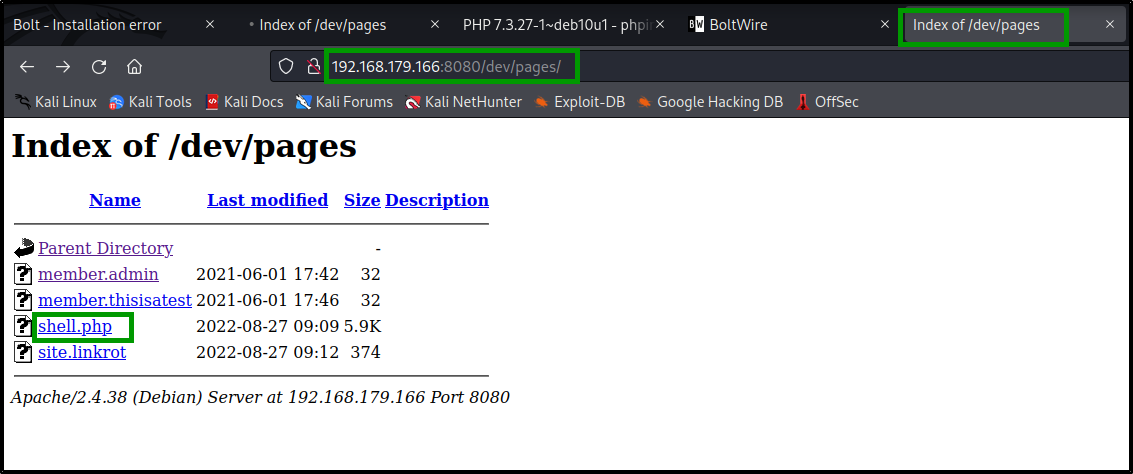 Bolt - Installation error Index of /dev/pages PHP 7.3.27-1~deb10u1 - phpi BoltWire Index of /dev/pages
192.168.179.166:8080/dev/pages/
Kali Linux Kali Tools Kali Docs Kali Forums Kali NetHunter Exploit-DB Google Hacking DB OffSec
Index of /dev/pages
Name Last modified Size Description
Parent Directory -
member.admin 2021-06-01 17:42 32
member.thisisatest 2021-06-01 17:46 32
shell.php 2022-08-27 09:09 5.9K
site.linkrot 2022-08-27 09:12 374
Apache/2.4.38 (Debian) Server at 192.168.179.166 Port 8080